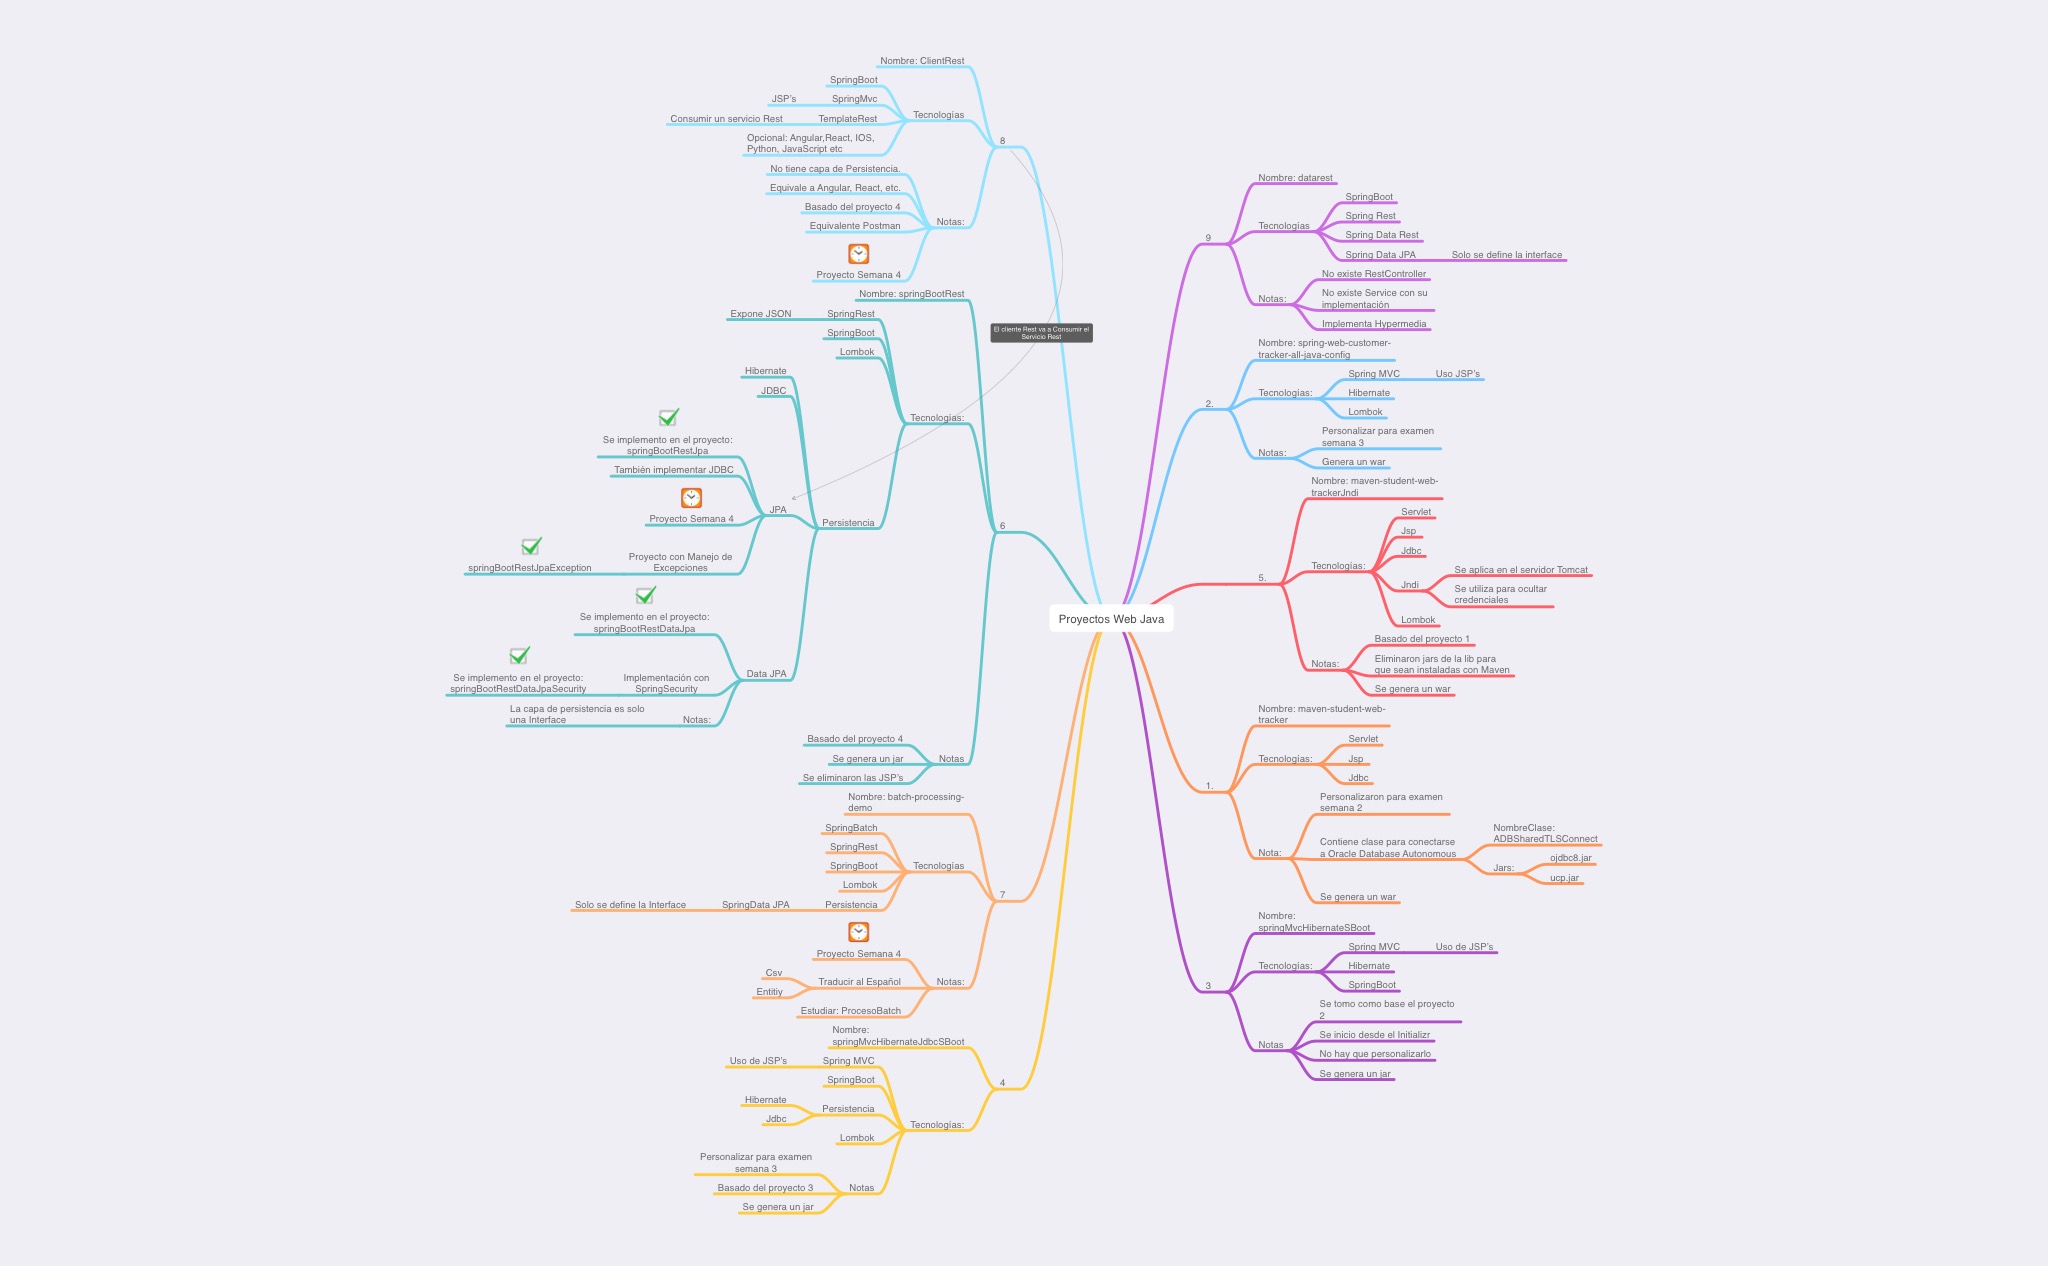 Proyectos Web Java
8
Nombre: ClientRest
Tecnologías
SpringBoot
SpringMvc
JSP's
TemplateRest
Consumir un servicio Rest
Opcional: Angular,React, IOS,
Python, JavaScript etc
Notas:
No tiene capa de Persistencia.
Equivale a Angular, React, etc.
Basado del proyecto 4
Equivalente Postman
Proyecto Semana 4
El cliente Rest va a Consumir el
Servicio Rest
6
Nombre: springBootRest
Tecnologías:
SpringRest
Expone JSON
SpringBoot
Lombok
Persistencia
Hibernate
JDBC
JPA
Se implemento en el proyecto:
springBootRestJpa
También implementar JDBC
Proyecto Semana 4
Proyecto con Manejo de
Excepciones
springBootRestJpaException
Data JPA
Se implemento en el proyecto:
springBootRestDataJpa
Implementación con
SpringSecurity
Se implemento en el proyecto:
springBootRestDataJpaSecurity
Notas:
La capa de persistencia es solo
una Interface
Notas
Basado del proyecto 4
Se genera un jar
Se eliminaron las JSP's
7
Nombre: batch-processing-
demo
Tecnologías
SpringBatch
SpringRest
SpringBoot
Lombok
Persistencia
SpringData JPA
Solo se define la Interface
Notas:
Proyecto Semana 4
Traducir al Español
Csv
Entitiy
Estudiar: ProcesoBatch
4
Nombre:
springMvcHibernateJdbcSBoot
Tecnologías:
Spring MVC
Uso de JSP's
SpringBoot
Persistencia
Hibernate
Jdbc
Lombok
Notas
Personalizar para examen
semana 3
Basado del proyecto 3
Se genera un jar
9
Nombre: datarest
Tecnologías
SpringBoot
Spring Rest
Spring Data Rest
Spring Data JPA
Solo se define la interface
Notas:
No existe RestController
No existe Service con su
implementación
Implementa Hypermedia
2.
Nombre: spring-web-customer-
tracker-all-java-config
Tecnologías:
Spring MVC
Uso JSP's
Hibernate
Lombok
Notas:
Personalizar para examen
semana 3
Genera un war
5.
Nombre: maven-student-web-
trackerJndi
Tecnologías:
Servlet
Jsp
Jdbc
Jndi
Se aplica en el servidor Tomcat
Se utiliza para ocultar
credenciales
Lombok
Notas:
Basado del proyecto 1
Eliminaron jars de la lib para
que sean instaladas con Maven
Se genera un war
1.
Nombre: maven-student-web-
tracker
Tecnologías:
Servlet
Jsp
Jdbc
Nota:
Personalizaron para examen
semana 2
Contiene clase para conectarse
a Oracle Database Autonomous
NombreClase:
ADBSharedTLSConnect
Jars:
ojdbc8.jar
ucp.jar
Se genera un war
3
Nombre:
springMvcHibernateSBoot
Tecnologías:
Spring MVC
Uso de JSP's
Hibernate
SpringBoot
Notas
Se tomo como base el proyecto
2
Se inicio desde el Initializr
No hay que personalizarlo
Se genera un jar